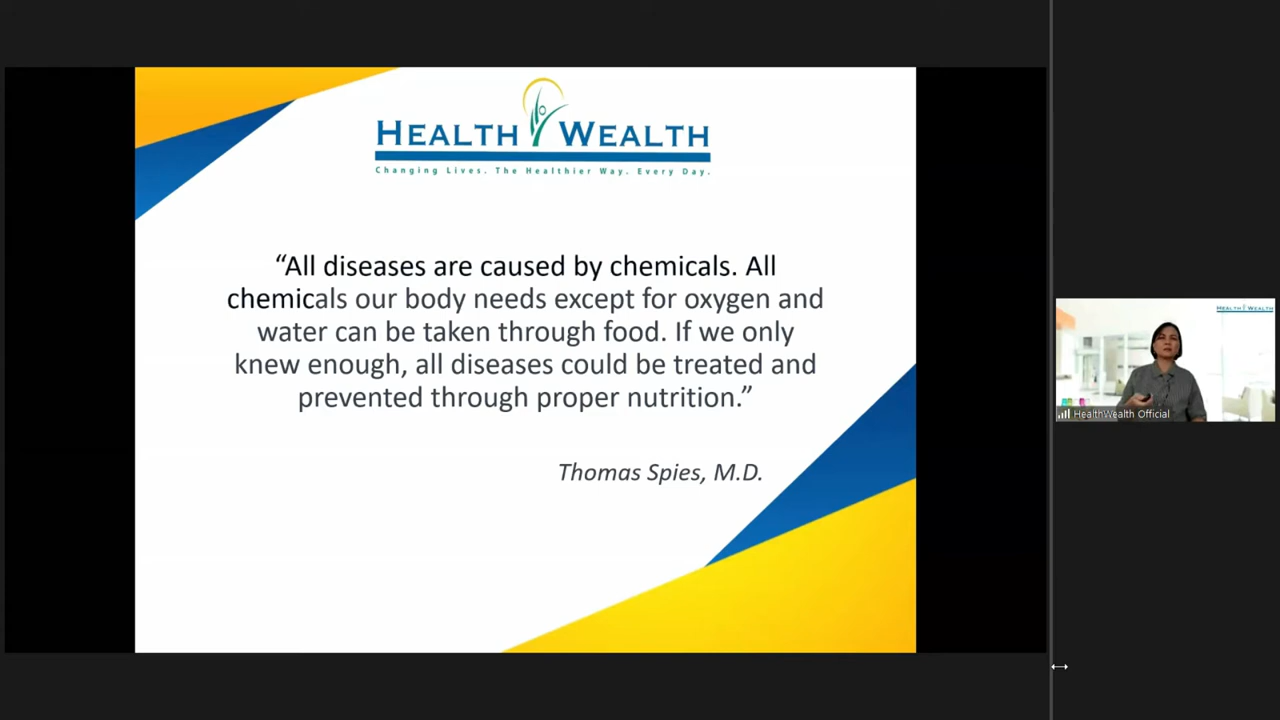 HEALTH WEALTH
Changing Lives. The Healthier Way. Every Day.
“All diseases are caused by chemicals. All
chemicals our body needs except for oxygen and
water can be taken through food. If we only
knew enough, all diseases could be treated and
prevented through proper nutrition.”
Thomas Spies, M.D.
HEALTH WEALTH
HealthWealth Official